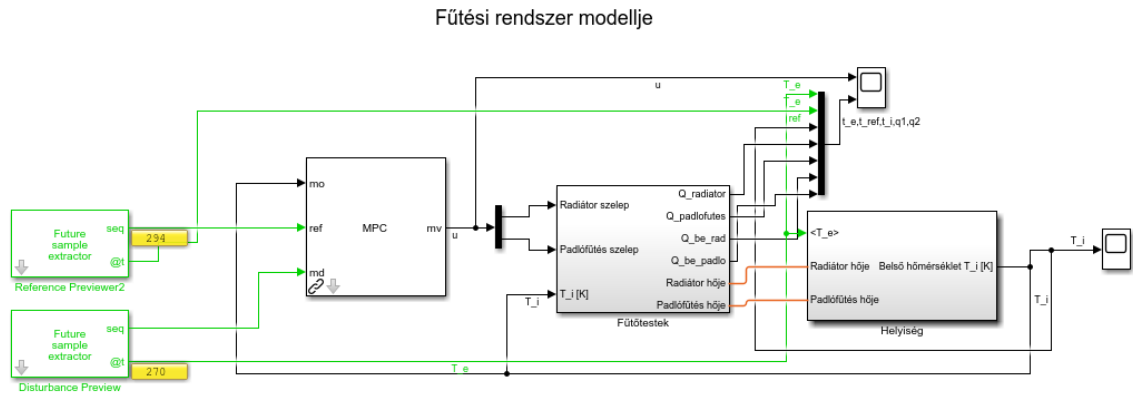 Fűtési rendszer modellje
u
T_e
T_e
ref
t_e,t_ref,t_i,q1,q2
mo
ref
md
MPC
mv
u
Future
sample
extractor
seq
@t
294
Reference Previewer2
Future
sample
extractor
seq
@t
270
Disturbance Preview
Radiátor szelep
Padlófűtés szelep
T_i [K]
Q_radiator
Q_padlofutes
Q_be_rad
Q_be_padlo
Radiátor hője
Padlófűtés hője
Fűtőtestek
<T_e>
Radiátor hője
Padlófűtés hője
Belső hőmérséklet T_i [K]
Helyiség
T_i
T_i
T_i
T_e